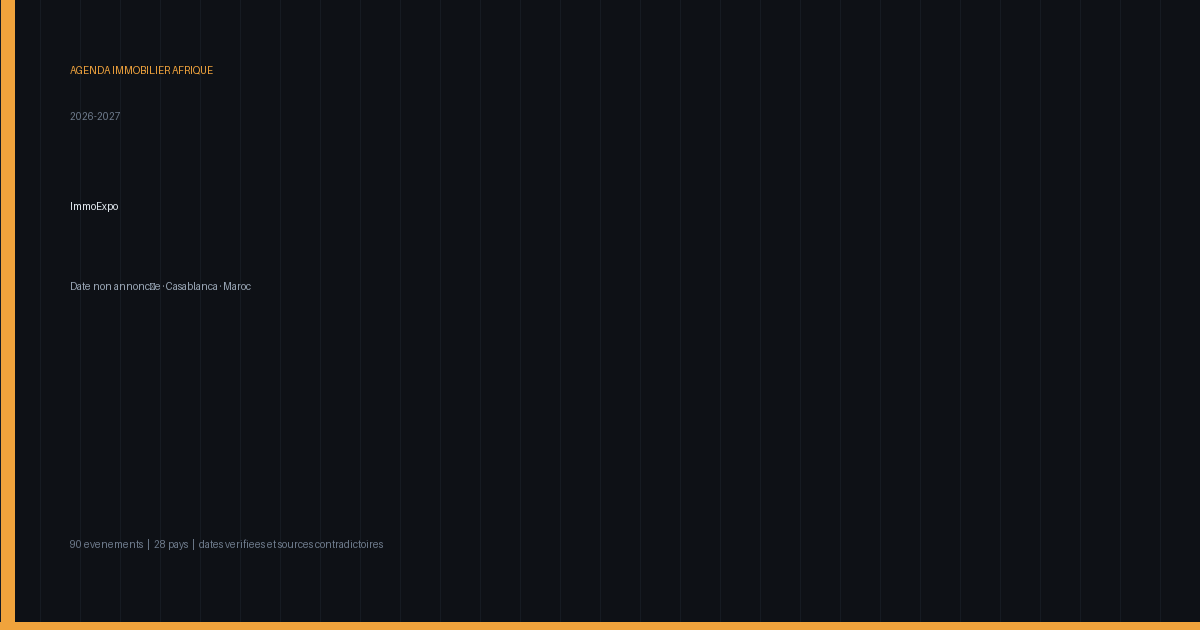 AGENDA IMMOBILIER AFRIQUE
2026-2027
ImmoExpo
Date non annonc▯e · Casablanca · Maroc
90 evenements | 28 pays | dates verifiees et sources contradictoires